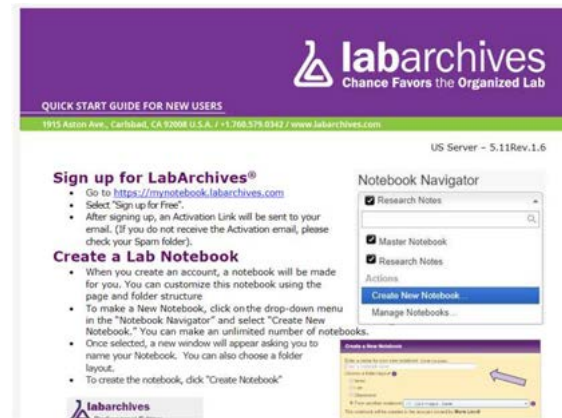 labarchives
Chance Favors the Organized Lab
QUICK START GUIDE FOR NEW USERS
1915 Aston Ave., Carlsbad, CA 92008 U.S.A. / +1.760.579.0342 / www.labarchives.com
US Server – 5.11Rev.1.6
Sign up for LabArchives®
• Go to https://mynotebook.labarchives.com
• Select "Sign up for Free".
• After signing up, an Activation Link will be sent to your
email. (If you do not receive the Activation email, please
check your Spam folder).
Create a Lab Notebook
• When you create an account, a notebook will be made
for you. You can customize this notebook using the
page and folder structure
• To make a New Notebook, click on the drop-down menu
in the "Notebook Navigator" and select "Create New
Notebook." You can make an unlimited number of notebooks.
• Once selected, a new window will appear asking you to
name your Notebook. You can also choose a folder
layout.
• To create the notebook, click "Create Notebook"
Notebook Navigator
Research Notes
Master Notebook
Research Notes
Actions
Create New Notebook...
Manage Notebooks...
Create a New Notebook
labarchives